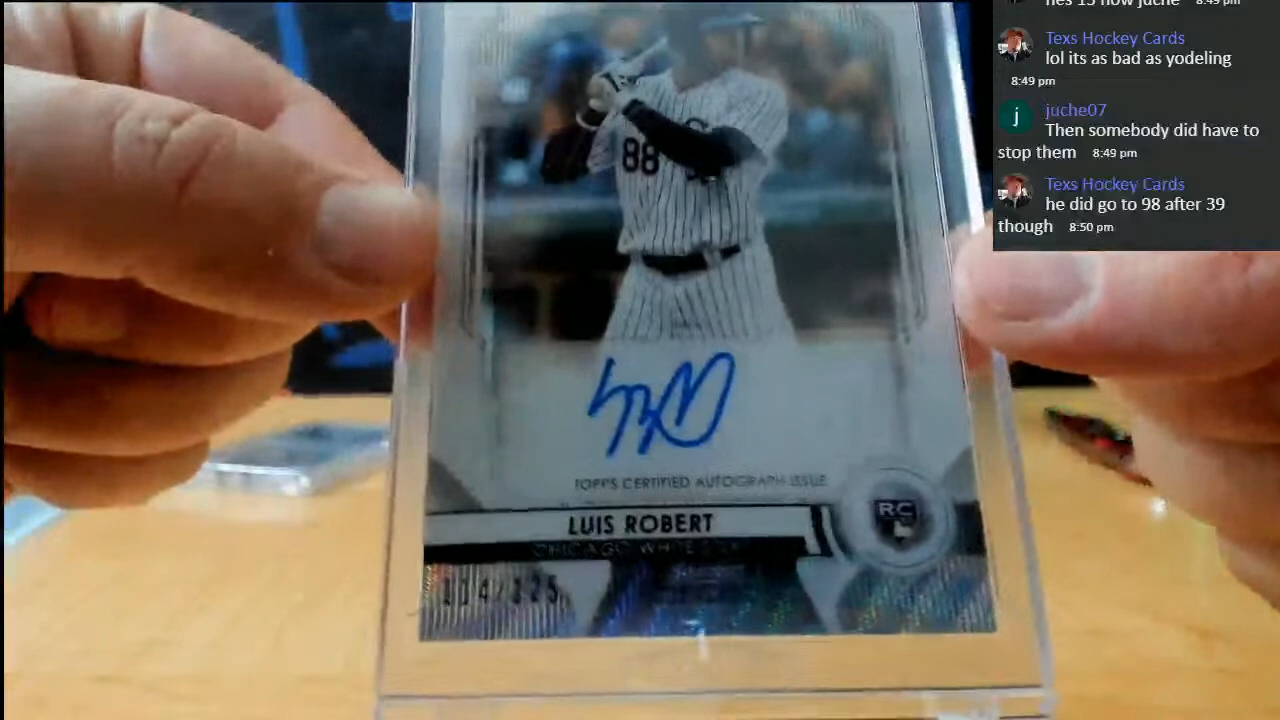 Texs Hockey Cards
lol its as bad as yodeling
8:49 pm
juche07
Then somebody did have to
stop them 8:49 pm
Texs Hockey Cards
he did go to 98 after 39
though 8:50 pm
88
TOPPS CERTIFIED AUTOGRAPH ISSUE
LUIS ROBERT
RC
CHICAGO WHITE SOX